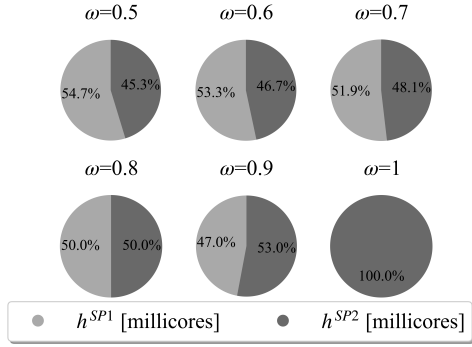 ω=0.5 ω=0.6 ω=0.7
54.7% 45.3% 53.3% 46.7% 51.9% 48.1%
ω=0.8 ω=0.9 ω=1
50.0% 50.0% 47.0% 53.0% 100.0%
h^{SP1} [millicores] h^{SP2} [millicores]